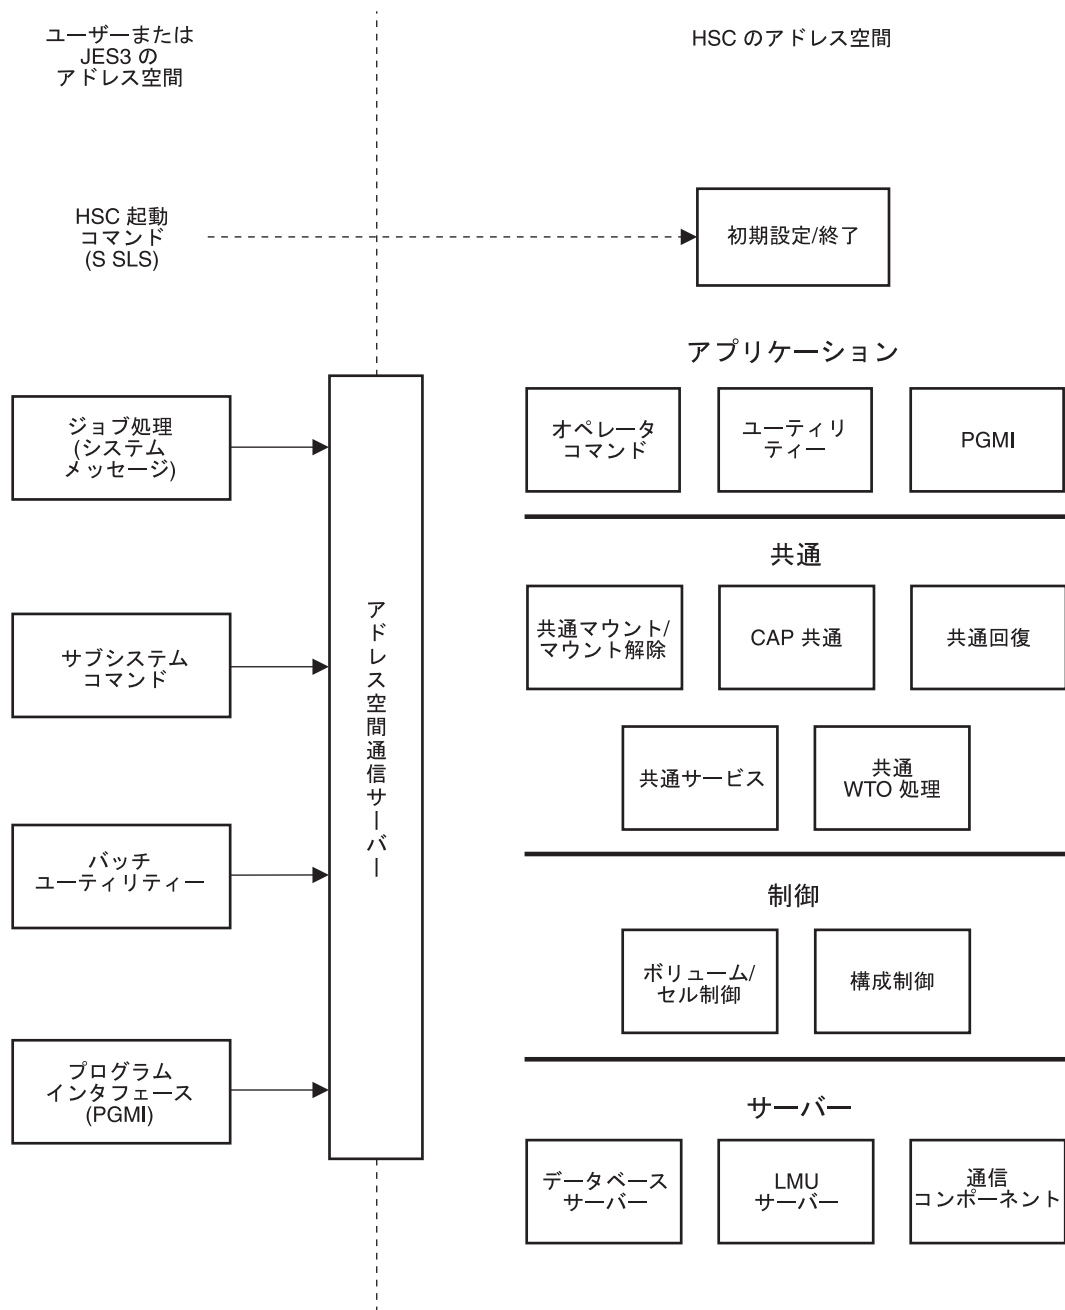 ユーザーまたは
JES3 の
アドレス空間
HSC のアドレス空間
HSC 起動
コマンド
(S SLS)
初期設定/終了
アプリケーション
ジョブ処理
(システム
メッセージ)
オペレータ
コマンド
ユーティリ
ティー
PGMI
共通
サブシステム
コマンド
アドレス空間通信サーバー
共通マウント/
マウント解除
CAP 共通
共通回復
共通サービス
共通
WTO 処理
バッチ
ユーティリティー
制御
ボリューム/
セル制御
構成制御
プログラム
インタフェース
(PGMI)
サーバー
データベース
サーバー
LMU
サーバー
通信
コンポーネント